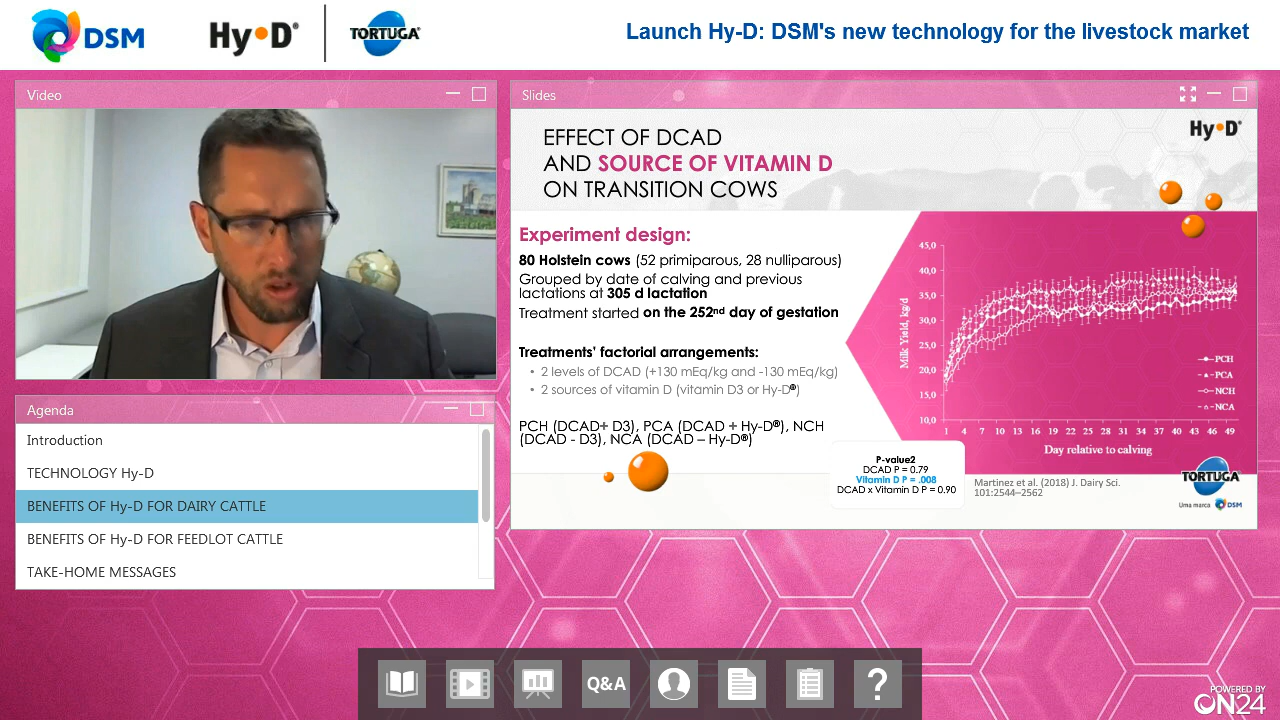 DSM
Hy•D®
TORTUGA
Launch Hy-D: DSM's new technology for the livestock market
Video
Slides
EFFECT OF DCAD
AND SOURCE OF VITAMIN D
ON TRANSITION COWS
Hy•D®
Experiment design:
80 Holstein cows (52 primiparous, 28 nulliparous)
Grouped by date of calving and previous
lactations at 305 d lactation
Treatment started on the 252nd day of gestation
Treatments' factorial arrangements:
• 2 levels of DCAD (+130 mEq/kg and -130 mEq/kg)
• 2 sources of vitamin D (vitamin D3 or Hy-D®)
PCH (DCAD+ D3), PCA (DCAD + Hy-D®), NCH
(DCAD - D3), NCA (DCAD – Hy-D®)
Milk Yield, kg/d
45,0
40,0
35,0
30,0
25,0
20,0
15,0
10,0
PCH
PCA
NCH
NCA
1 4 7 10 13 16 19 22 25 28 31 34 37 40 43 46 49
Day relative to calving
P-value2
DCAD P = 0.79
Vitamin D P = .008
DCAD x Vitamin D P = 0.90
Martinez et al. (2018) J. Dairy Sci.
101:2544–2562
TORTUGA
Uma marca DSM
Agenda
Introduction
TECHNOLOGY Hy-D
BENEFITS OF Hy-D FOR DAIRY CATTLE
BENEFITS OF Hy-D FOR FEEDLOT CATTLE
TAKE-HOME MESSAGES
Q&A
?
POWERED BY
ON24